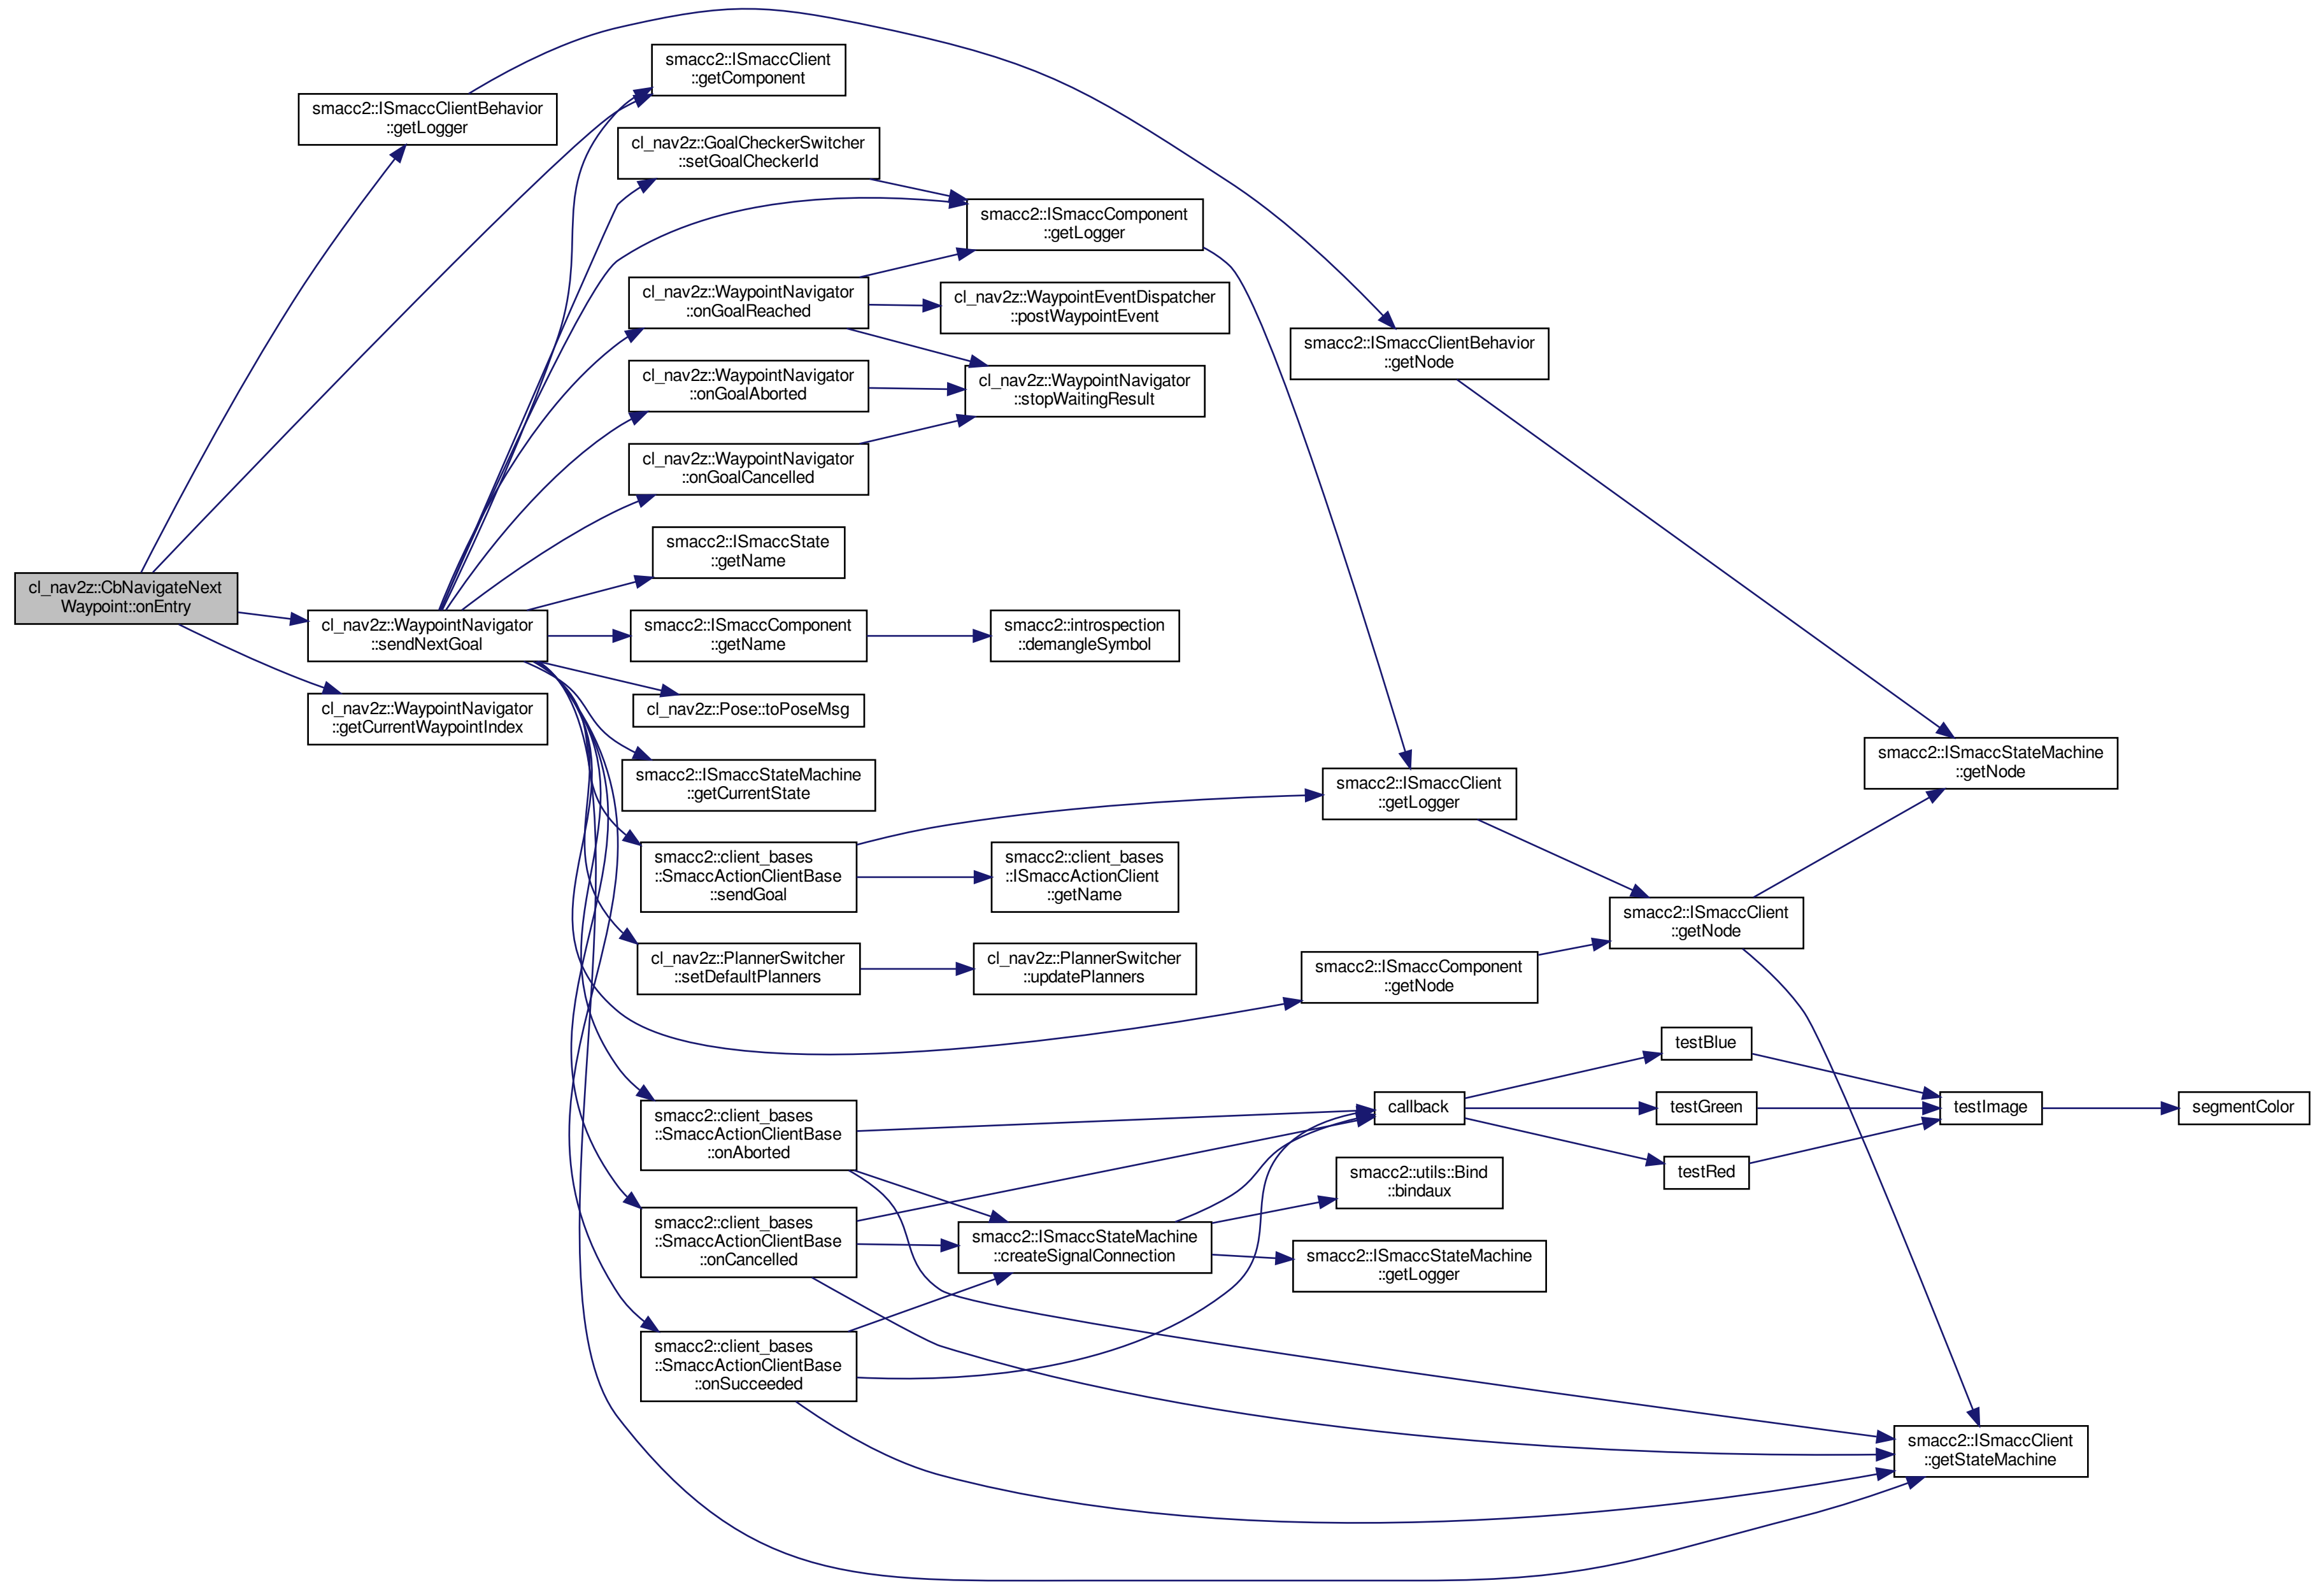 smacc2::ISmaccClient
::getComponent
smacc2::ISmaccClientBehavior
::getLogger
cl_nav2z::GoalCheckerSwitcher
::setGoalCheckerId
smacc2::ISmaccComponent
::getLogger
cl_nav2z::WaypointNavigator
::onGoalReached
cl_nav2z::WaypointEventDispatcher
::postWaypointEvent
smacc2::ISmaccClientBehavior
::getNode
cl_nav2z::WaypointNavigator
::onGoalAborted
cl_nav2z::WaypointNavigator
::stopWaitingResult
cl_nav2z::WaypointNavigator
::onGoalCancelled
smacc2::ISmaccState
::getName
cl_nav2z::CbNavigateNext
Waypoint::onEntry
cl_nav2z::WaypointNavigator
::sendNextGoal
smacc2::ISmaccComponent
::getName
smacc2::introspection
::demangleSymbol
cl_nav2z::WaypointNavigator
::getCurrentWaypointIndex
cl_nav2z::Pose::toPoseMsg
smacc2::ISmaccStateMachine
::getNode
smacc2::ISmaccStateMachine
::getCurrentState
smacc2::ISmaccClient
::getLogger
smacc2::client_bases
::SmaccActionClientBase
::sendGoal
smacc2::client_bases
::ISmaccActionClient
::getName
smacc2::ISmaccClient
::getNode
cl_nav2z::PlannerSwitcher
::setDefaultPlanners
cl_nav2z::PlannerSwitcher
::updatePlanners
smacc2::ISmaccComponent
::getNode
testBlue
callback
testGreen
testImage
segmentColor
smacc2::client_bases
::SmaccActionClientBase
::onAborted
testRed
smacc2::utils::Bind
::bindaux
smacc2::client_bases
::SmaccActionClientBase
::onCancelled
smacc2::ISmaccStateMachine
::createSignalConnection
smacc2::ISmaccStateMachine
::getLogger
smacc2::client_bases
::SmaccActionClientBase
::onSucceeded
smacc2::ISmaccClient
::getStateMachine